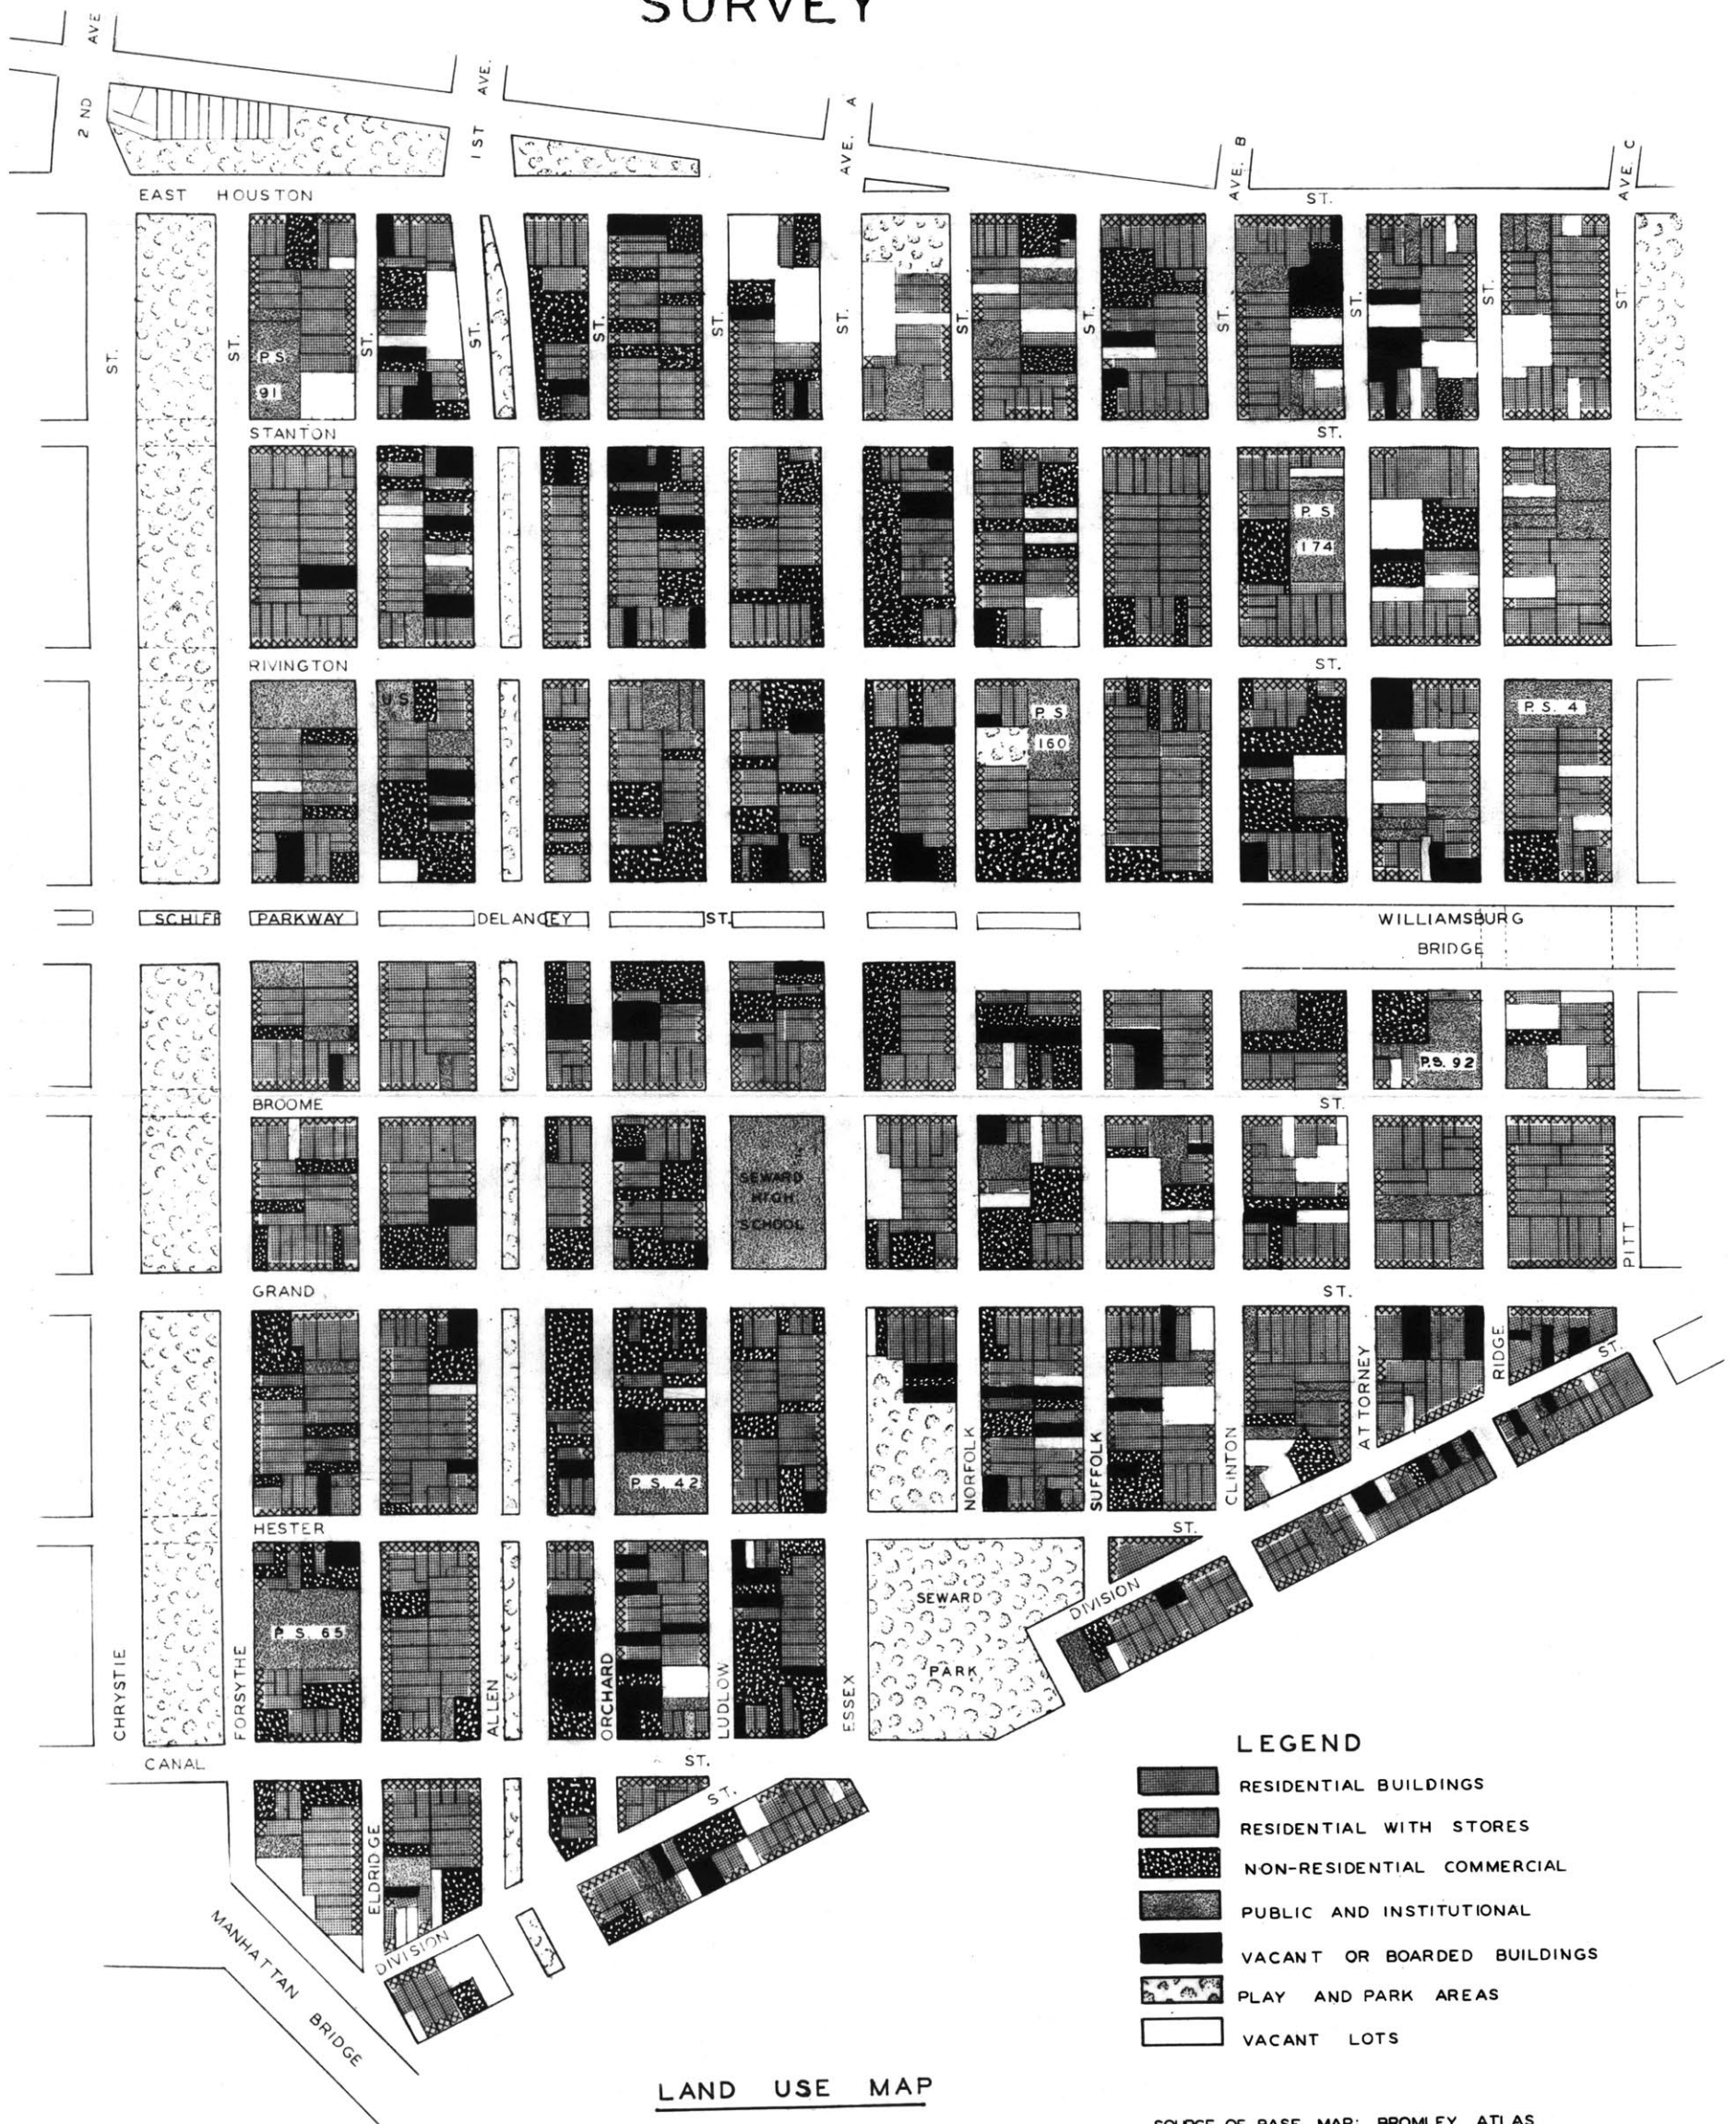 SURVEY
2 ND AVE
1 ST AVE.
AVE. A
AVE. B
AVE. C
EAST HOUSTON ST.
ST.
ST.
ST.
ST.
ST.
ST.
ST.
ST.
ST.
ST.
ST.
ST.
ST.
P.S.
91
STANTON ST.
P. S
174
RIVINGTON ST.
U.S.
P. S.
160
P. S. 4
SCHIFF PARKWAY DELANCEY ST.
WILLIAMSBURG
BRIDGE
P.S. 92
BROOME ST.
SEWARD
HIGH
SCHOOL
PITT
GRAND ST.
P. S. 42
NORFOLK
SUFFOLK
CLINTON
ATTORNEY
RIDGE
ST.
HESTER ST.
P. S. 65
SEWARD
PARK
DIVISION
CHRYSTIE
FORSYTHE
ALLEN
ORCHARD
LUDLOW
ESSEX
CANAL ST.
ST.
ELDRIDGE
DIVISION
MANHATTAN BRIDGE
LEGEND
RESIDENTIAL BUILDINGS
RESIDENTIAL WITH STORES
NON-RESIDENTIAL COMMERCIAL
PUBLIC AND INSTITUTIONAL
VACANT OR BOARDED BUILDINGS
PLAY AND PARK AREAS
VACANT LOTS
LAND USE MAP
SOURCE OF BASE MAP: BROMLEY ATLAS